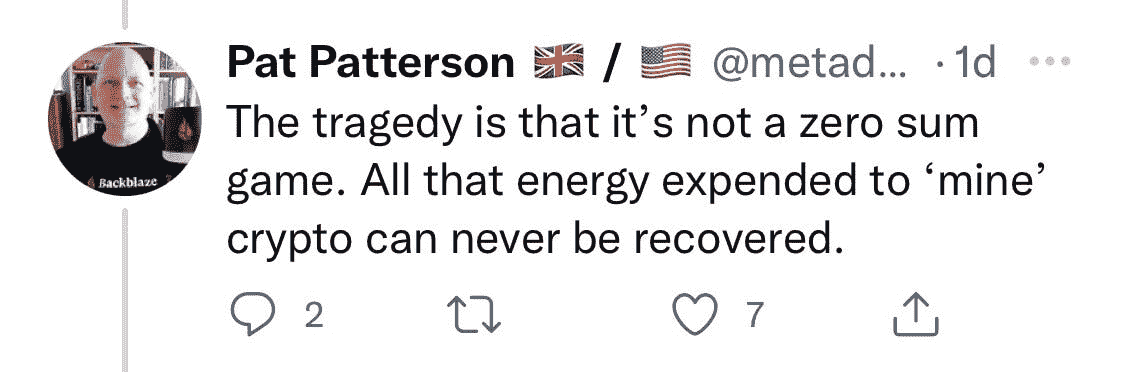 Pat Patterson 🇬🇧 / 🇺🇸 @metad... · 1d
The tragedy is that it’s not a zero sum
game. All that energy expended to ‘mine’
crypto can never be recovered.
2 7
Backblaze